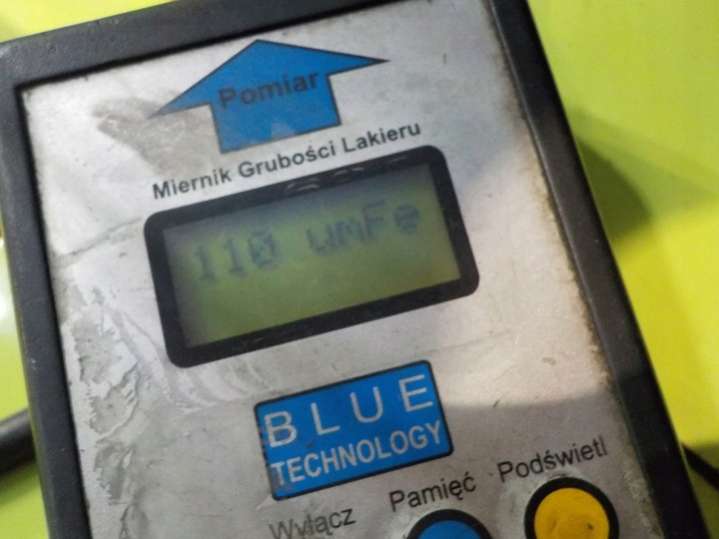 Pomiar
Miernik Grubości Lakieru
110 umFe
BLUE
TECHNOLOGY
Wyłącz Pamięć Podświetl